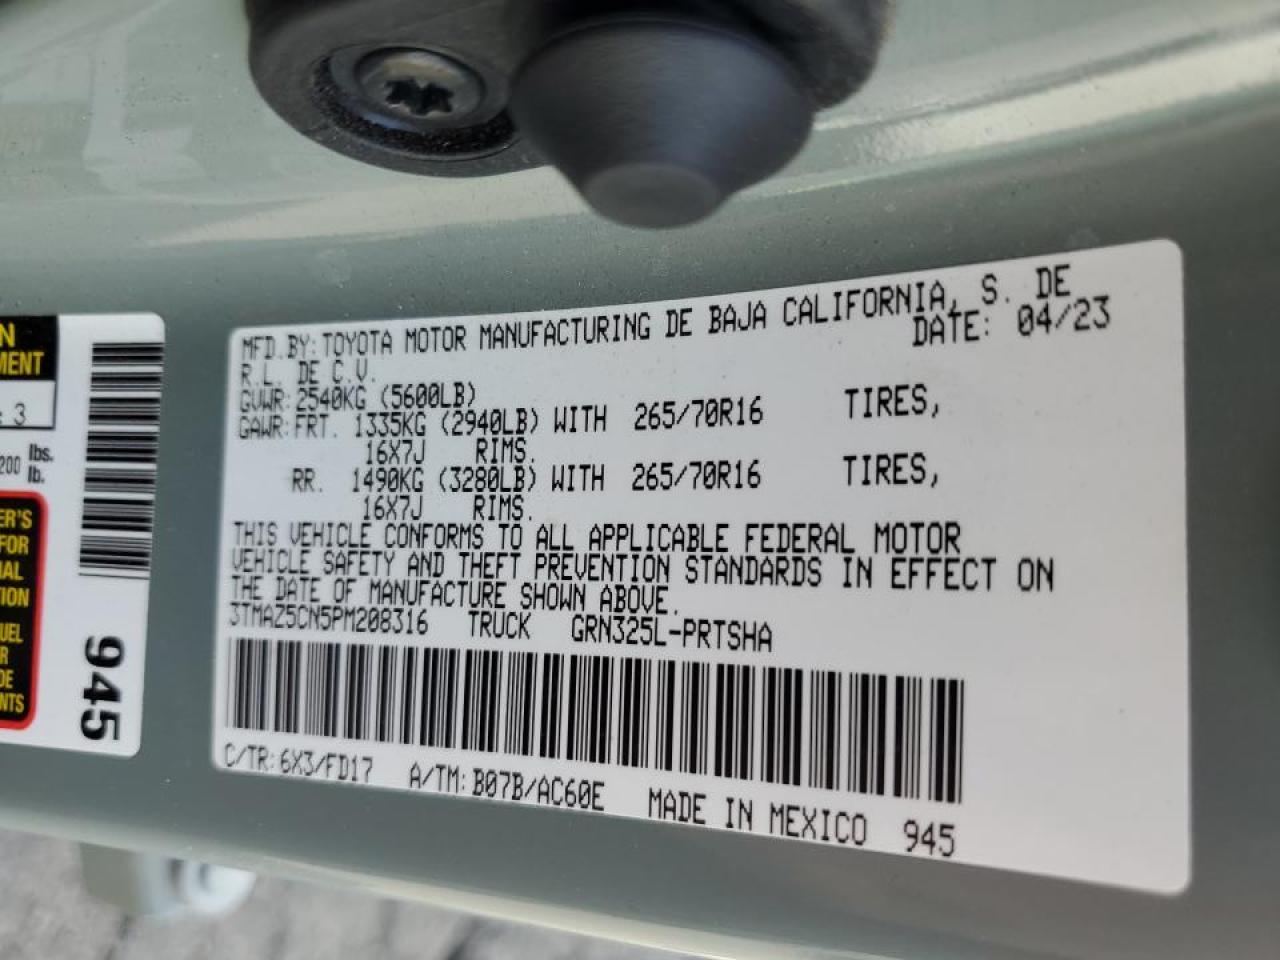 MFD.BY:TOYOTA MOTOR MANUFACTURING DE BAJA CALIFORNIA, S. DE
R.L. DE C.V. DATE: 04/23
GVWR:2540KG (5600LB)
GAWR:FRT. 1335KG (2940LB) WITH 265/70R16 TIRES,
16X7J RIMS.
RR. 1490KG (3280LB) WITH 265/70R16 TIRES,
16X7J RIMS.
THIS VEHICLE CONFORMS TO ALL APPLICABLE FEDERAL MOTOR
VEHICLE SAFETY AND THEFT PREVENTION STANDARDS IN EFFECT ON
THE DATE OF MANUFACTURE SHOWN ABOVE.
3TMAZ5CN5PM208316 TRUCK GRN325L-PRTSHA
C/TR:6X3/FD17 A/TM:B07B/AC60E MADE IN MEXICO 945
3
200 lbs.
lb.
FOR
945